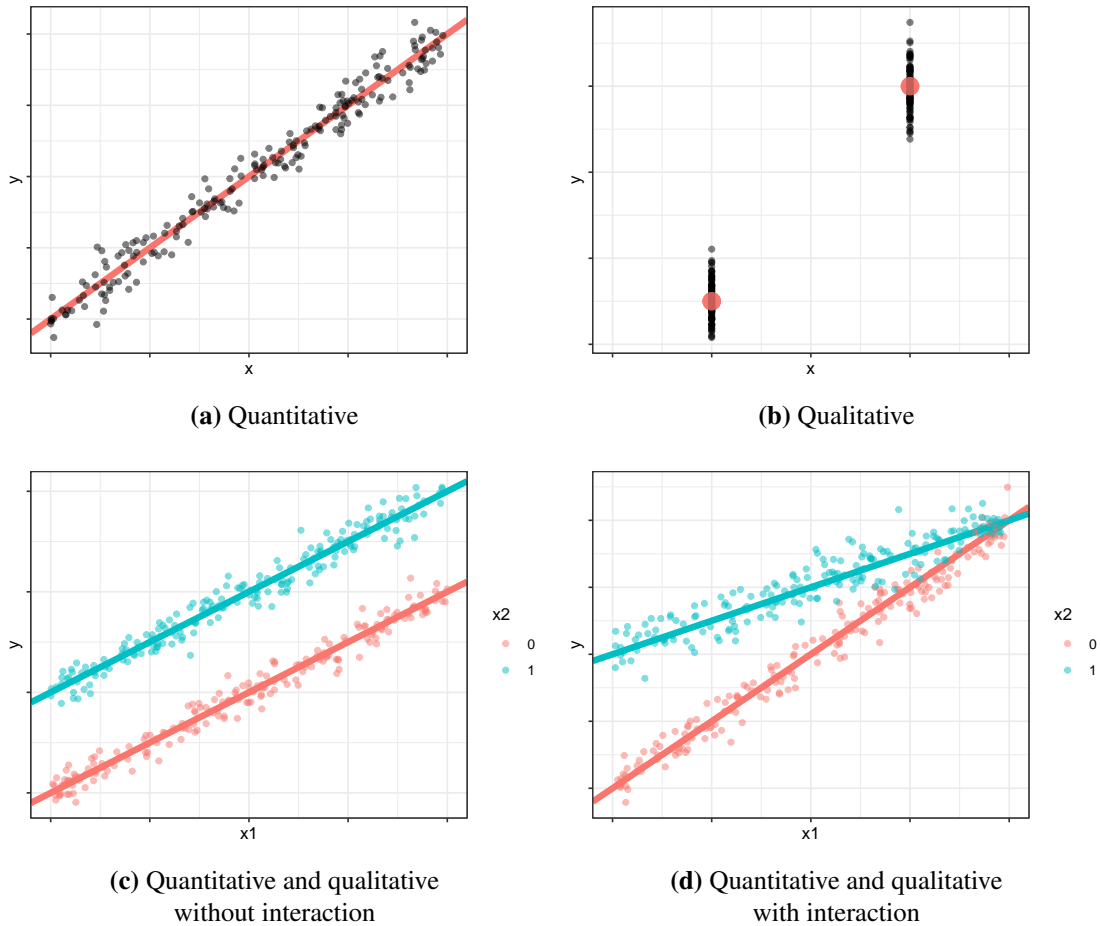 y
x
(a) Quantitative
y
x
(b) Qualitative
y
x1
x2
0
1
(c) Quantitative and qualitative
without interaction
y
x1
x2
0
1
(d) Quantitative and qualitative
with interaction